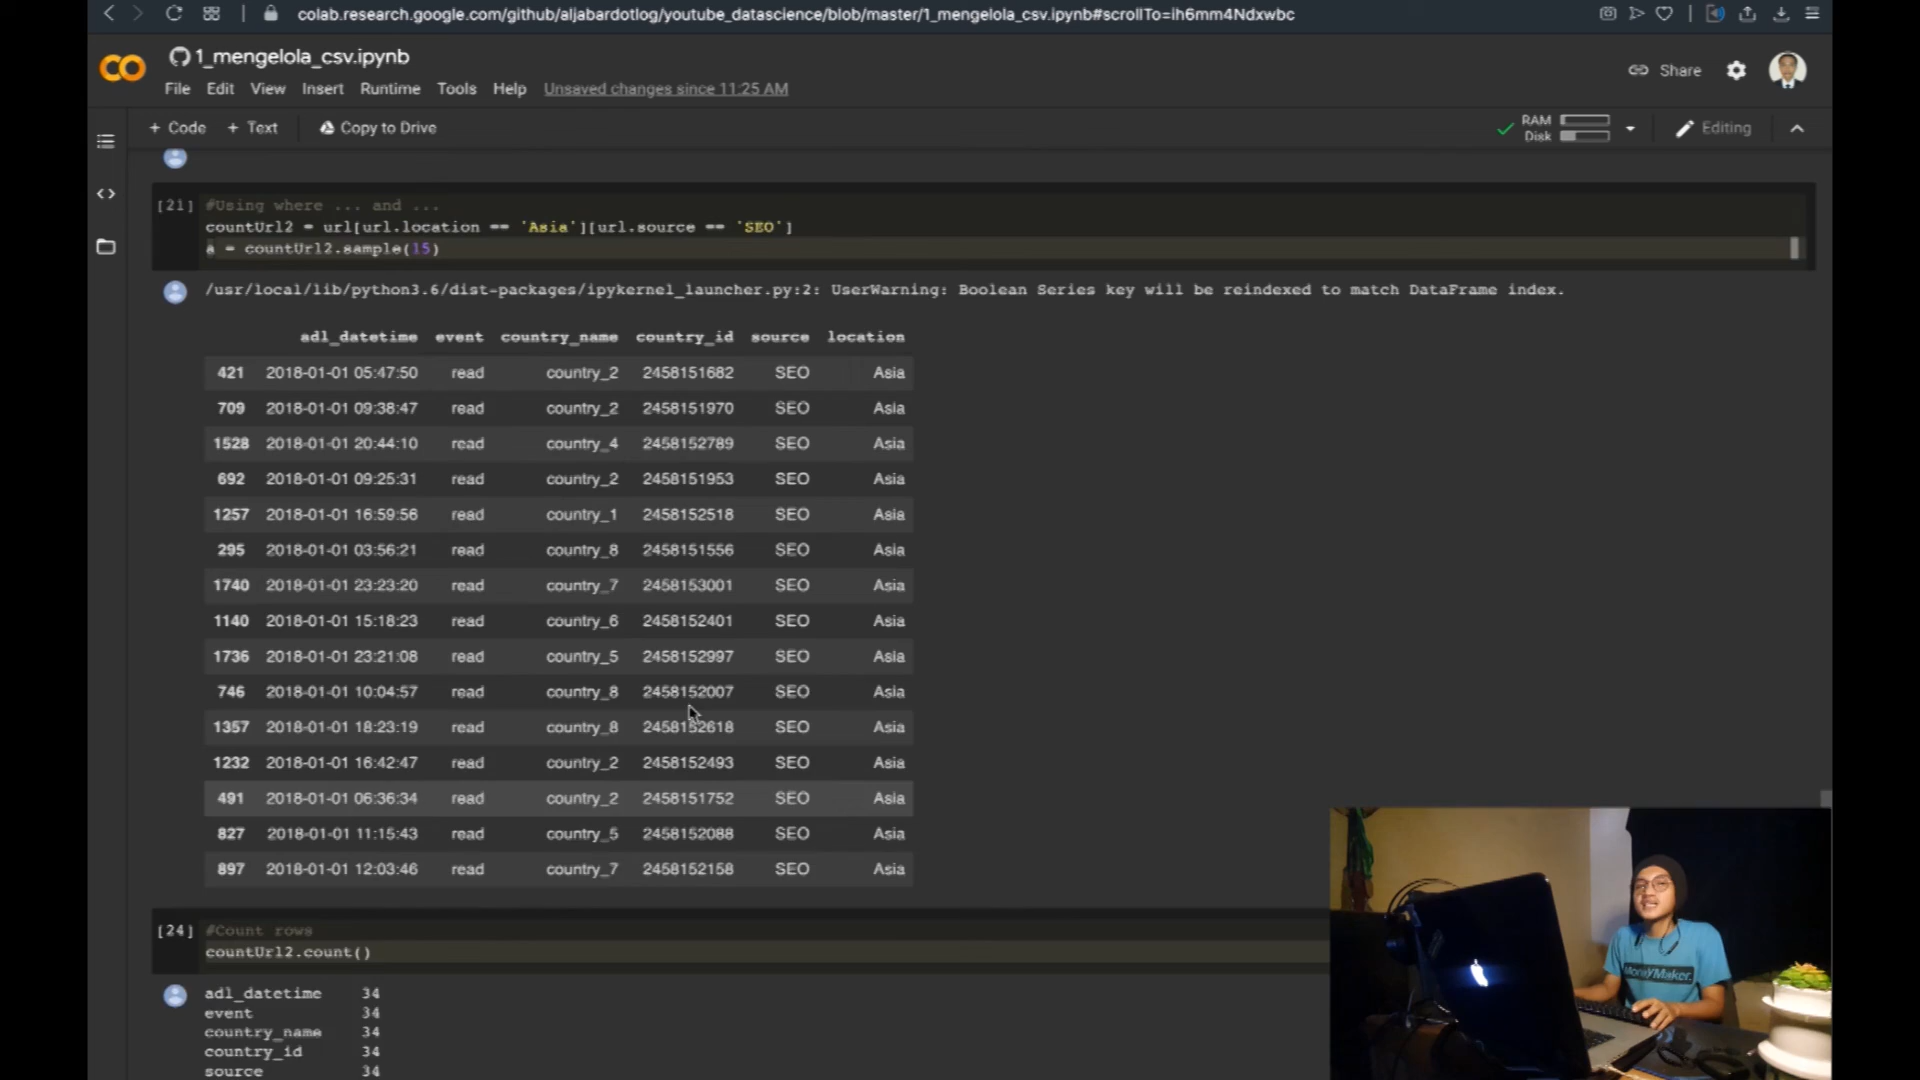 colab.research.google.com/github/aljabardotlog/youtube_datascience/blob/master/1_mengelola_csv.ipynb#scrollTo=ih6mm4Ndxwbc
1_mengelola_csv.ipynb
Share
File Edit View Insert Runtime Tools Help Unsaved changes since 11:25 AM
+ Code + Text Copy to Drive
RAM
Disk
Editing
[21] #Using where ... and ...
countUrl2 = url[url.location == 'Asia'][url.source == 'SEO']
a = countUrl2.sample(15)
/usr/local/lib/python3.6/dist-packages/ipykernel_launcher.py:2: UserWarning: Boolean Series key will be reindexed to match DataFrame index.
adl_datetime event country_name country_id source location
421 2018-01-01 05:47:50 read country_2 2458151682 SEO Asia
709 2018-01-01 09:38:47 read country_2 2458151970 SEO Asia
1528 2018-01-01 20:44:10 read country_4 2458152789 SEO Asia
692 2018-01-01 09:25:31 read country_2 2458151953 SEO Asia
1257 2018-01-01 16:59:56 read country_1 2458152518 SEO Asia
295 2018-01-01 03:56:21 read country_8 2458151556 SEO Asia
1740 2018-01-01 23:23:20 read country_7 2458153001 SEO Asia
1140 2018-01-01 15:18:23 read country_6 2458152401 SEO Asia
1736 2018-01-01 23:21:08 read country_5 2458152997 SEO Asia
746 2018-01-01 10:04:57 read country_8 2458152007 SEO Asia
1357 2018-01-01 18:23:19 read country_8 2458152618 SEO Asia
1232 2018-01-01 16:42:47 read country_2 2458152493 SEO Asia
491 2018-01-01 06:36:34 read country_2 2458151752 SEO Asia
827 2018-01-01 11:15:43 read country_5 2458152088 SEO Asia
897 2018-01-01 12:03:46 read country_7 2458152158 SEO Asia
[24] #Count rows
countUrl2.count()
adl_datetime 34
event 34
country_name 34
country_id 34
source 34
MoneyMaker.